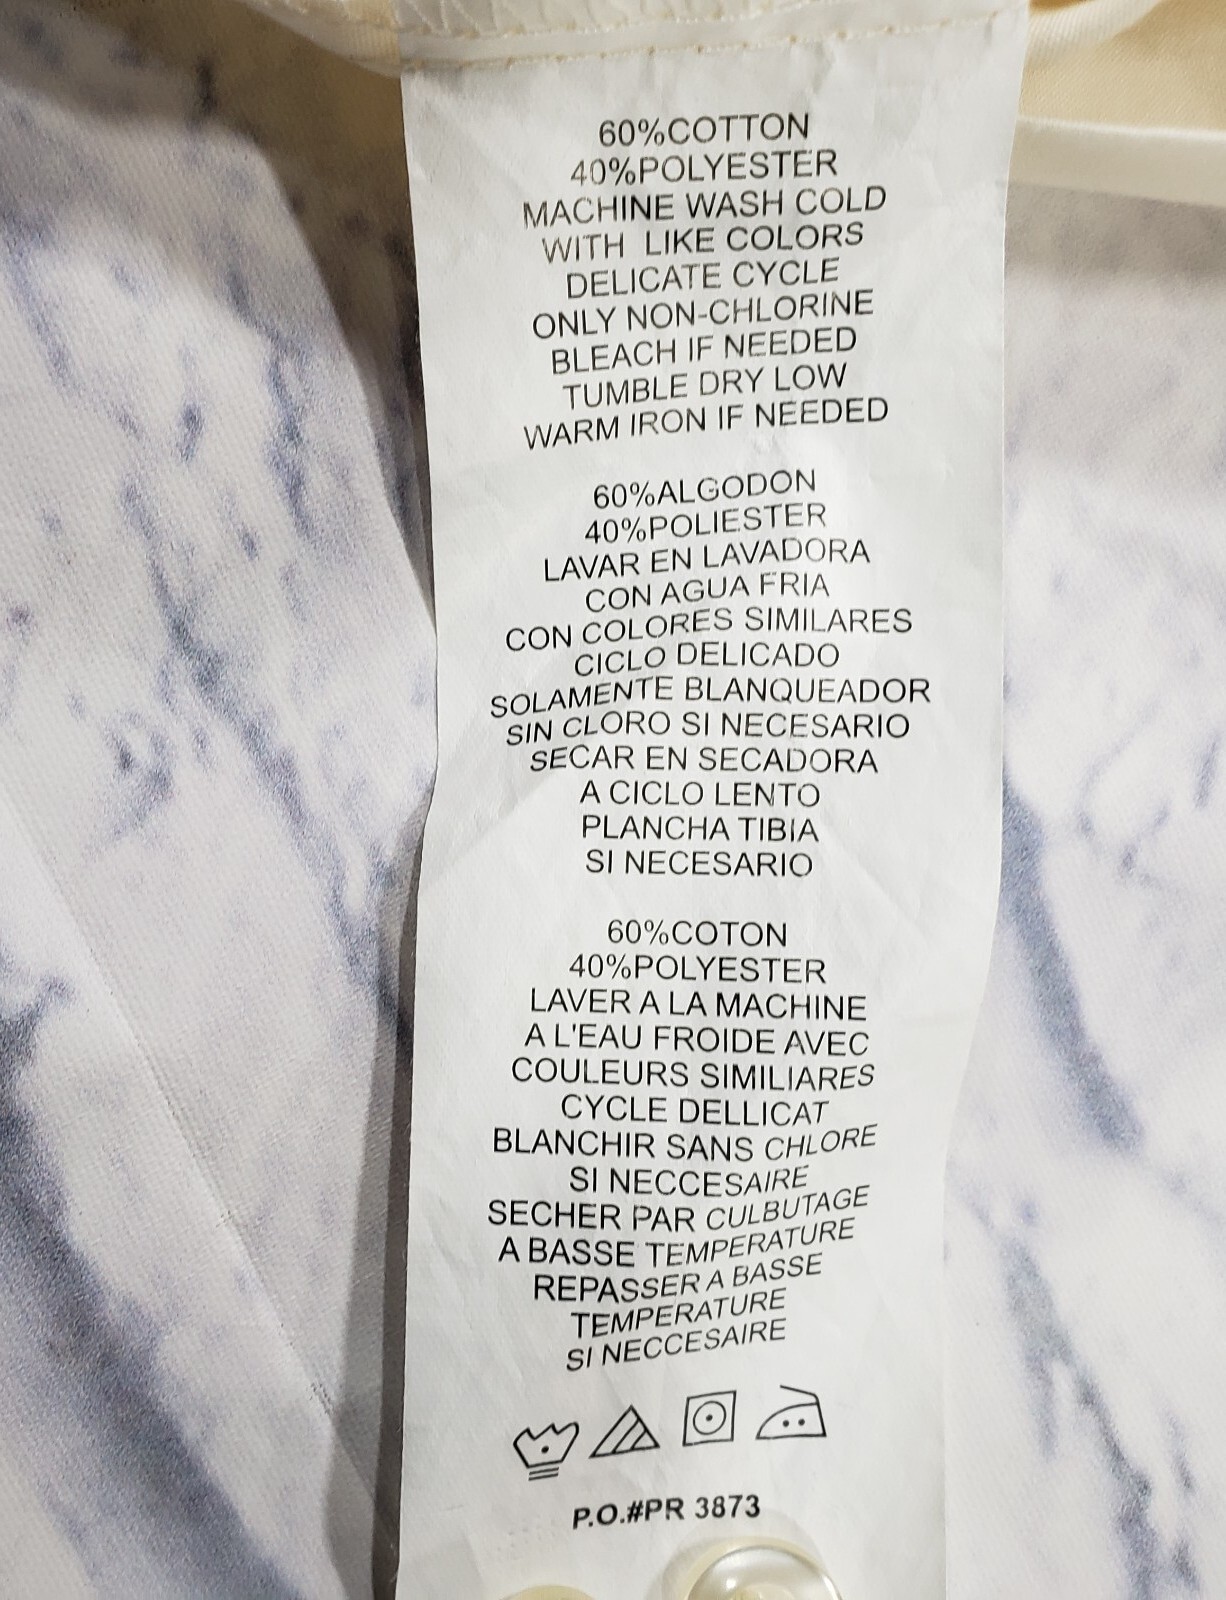 60%COTTON
40%POLYESTER
MACHINE WASH COLD
WITH LIKE COLORS
DELICATE CYCLE
ONLY NON-CHLORINE
BLEACH IF NEEDED
TUMBLE DRY LOW
WARM IRON IF NEEDED
60%ALGODON
40%POLIESTER
LAVAR EN LAVADORA
CON AGUA FRIA
CON COLORES SIMILARES
CICLO DELICADO
SOLAMENTE BLANQUEADOR
SIN CLORO SI NECESARIO
SECAR EN SECADORA
A CICLO LENTO
PLANCHA TIBIA
SI NECESARIO
60%COTON
40%POLYESTER
LAVER A LA MACHINE
A L'EAU FROIDE AVEC
COULEURS SIMILIARES
CYCLE DELLICAT
BLANCHIR SANS CHLORE
SI NECCESAIRE
SECHER PAR CULBUTAGE
A BASSE TEMPERATURE
REPASSER A BASSE
TEMPERATURE
SI NECCESAIRE
P.O.#PR 3873